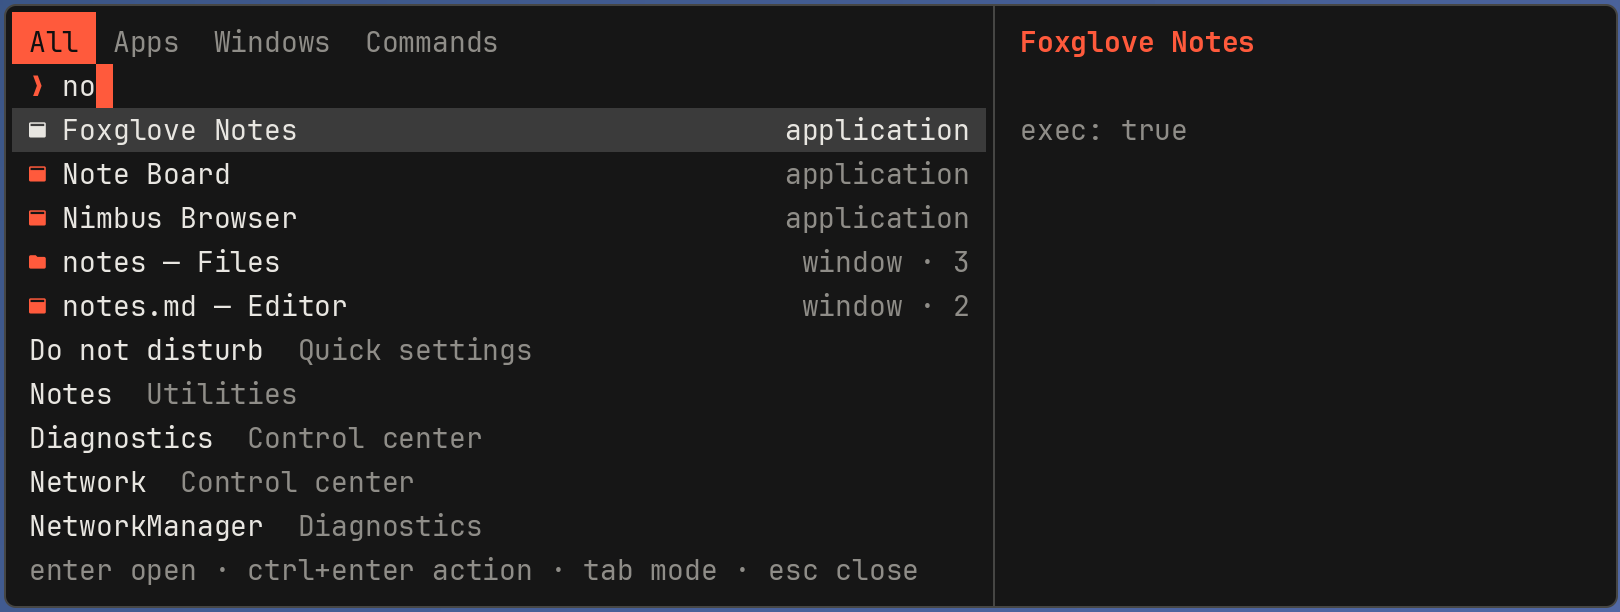 All Apps Windows Commands
❯ no
Foxglove Notes application
Note Board application
Nimbus Browser application
notes — Files window · 3
notes.md — Editor window · 2
Do not disturb Quick settings
Notes Utilities
Diagnostics Control center
Network Control center
NetworkManager Diagnostics
enter open · ctrl+enter action · tab mode · esc close
Foxglove Notes
exec: true